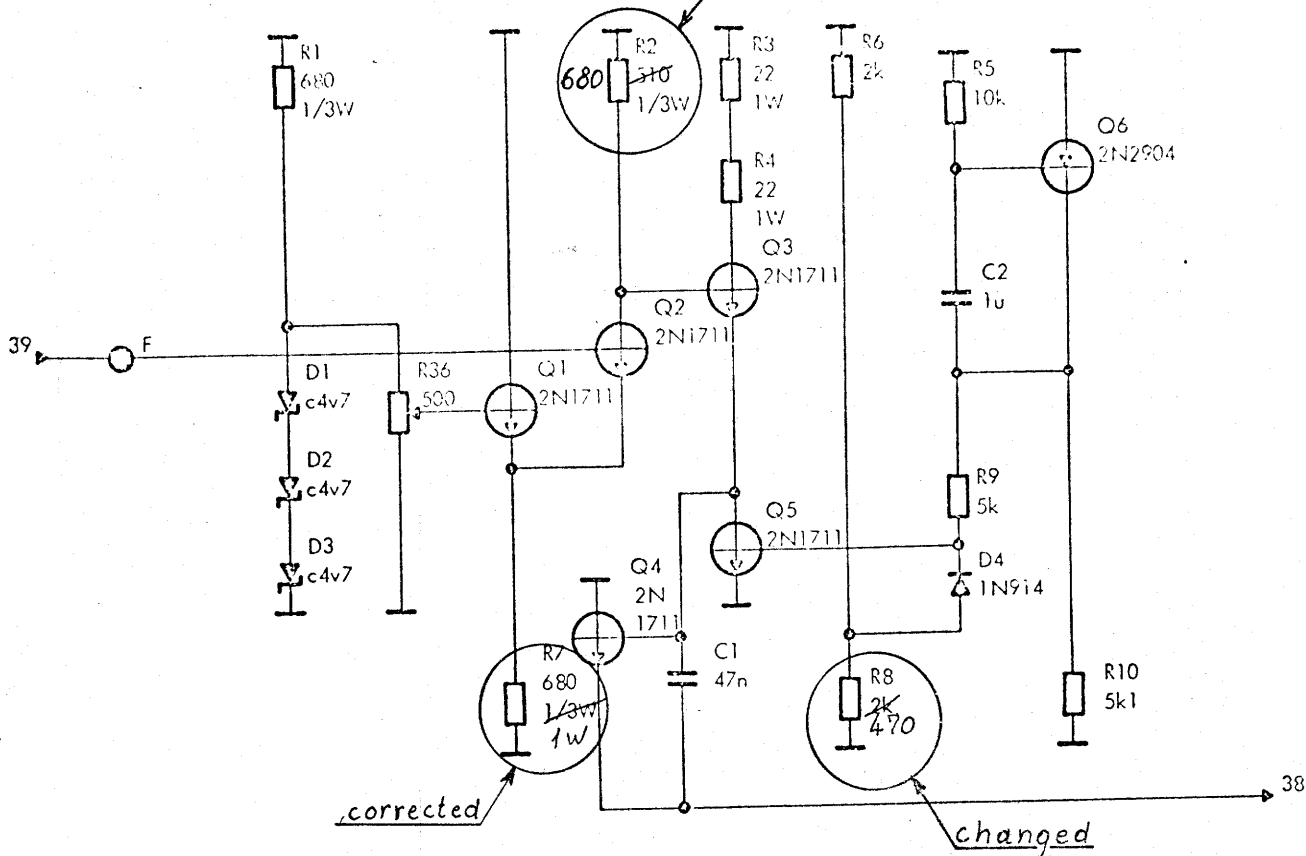 R1
680
1/3W
R2
680 510
1/3W
R3
22
1W
R4
22
1W
R6
2k
R5
10k
Q6
2N2904
Q3
2N1711
C2
1u
39
F
Q2
2N1711
R36
500
Q1
2N1711
D1
c4v7
D2
c4v7
D3
c4v7
Q4
2N
1711
Q5
2N1711
R9
5k
D4
1N914
R7
680
1/3W
1W
C1
47n
R8
2k
470
R10
5k1
38
corrected
changed